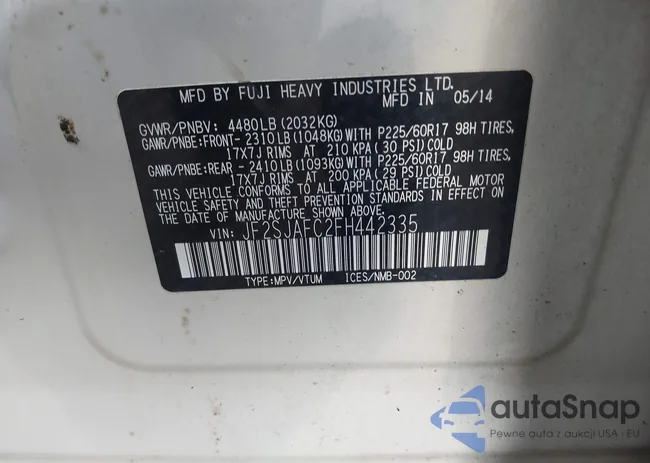 MFD BY FUJI HEAVY INDUSTRIES LTD.
MFD IN 05/14
GVWR/PNBV: 4480LB(2032KG)
GAWR/PNBE:FRONT-2310LB(1048KG)WITH P225/60R17 98H TIRES,
17X7J RIMS AT 210 KPA(30 PSI)COLD
GAWR/PNBE:REAR -2410LB(1093KG)WITH P225/60R17 98H TIRES,
17X7J RIMS AT 200 KPA(29 PSI)COLD
THIS VEHICLE CONFORMS TO ALL APPLICABLE FEDERAL MOTOR
VEHICLE SAFETY AND THEFT PREVENTION STANDARDS IN EFFECT ON
THE DATE OF MANUFACTURE SHOWN ABOVE.
VIN: JF2SJAFC2FH442335
TYPE:MPV/VTUM ICES/NMB-002
autoSnap
Pewne auta z aukcji USA - EU